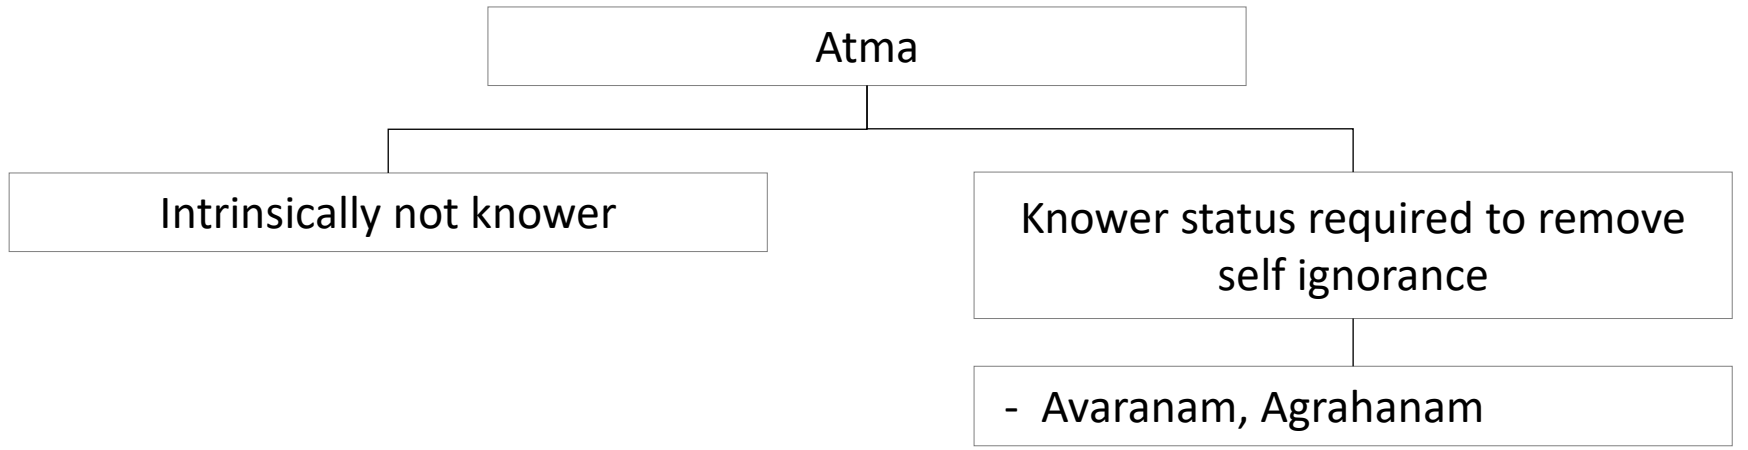 Atma
Intrinsically not knower
Knower status required to remove
self ignorance
- Avaranam, Agrahanam